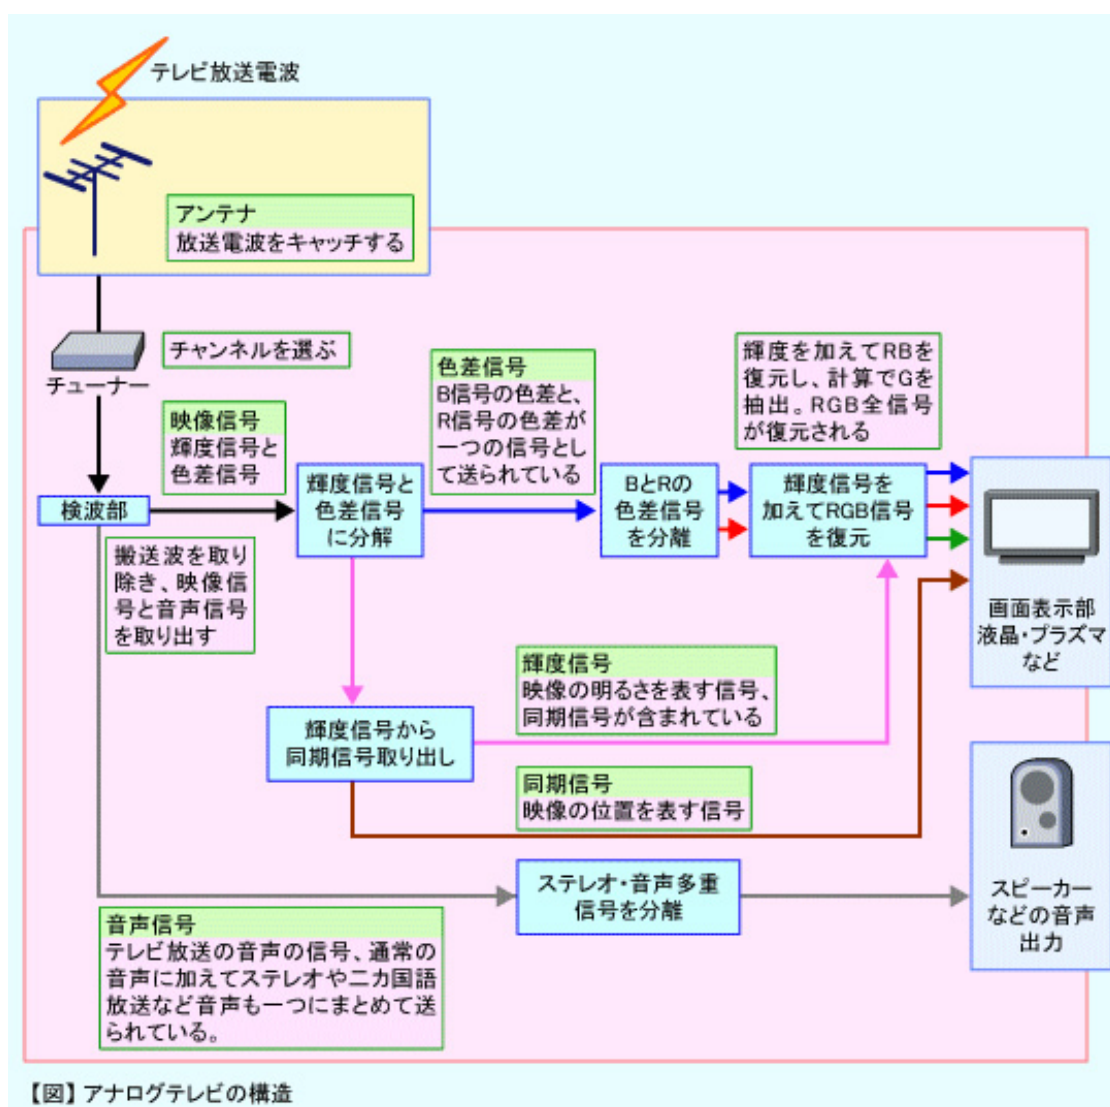 テレビ放送電波
アンテナ
放送電波をキャッチする
チューナー
チャンネルを選ぶ
映像信号
輝度信号と
色差信号
検波部
搬送波を取り
除き、映像信
号と音声信号
を取り出す
輝度信号と
色差信号
に分解
色差信号
B信号の色差と、
R信号の色差が
一つの信号とし
て送られている
BとRの
色差信号
を分離
輝度を加えてRBを
復元し、計算でGを
抽出。RGB全信号
が復元される
輝度信号を
加えてRGB信号
を復元
画面表示部
液晶・プラズマ
など
輝度信号
映像の明るさを表す信号、
同期信号が含まれている
輝度信号から
同期信号取り出し
同期信号
映像の位置を表す信号
ステレオ・音声多重
信号を分離
スピーカー
などの音声
出力
音声信号
テレビ放送の音声の信号、通常の
音声に加えてステレオや二カ国語
放送など音声も一つにまとめて送
られている。
【図】アナログテレビの構造